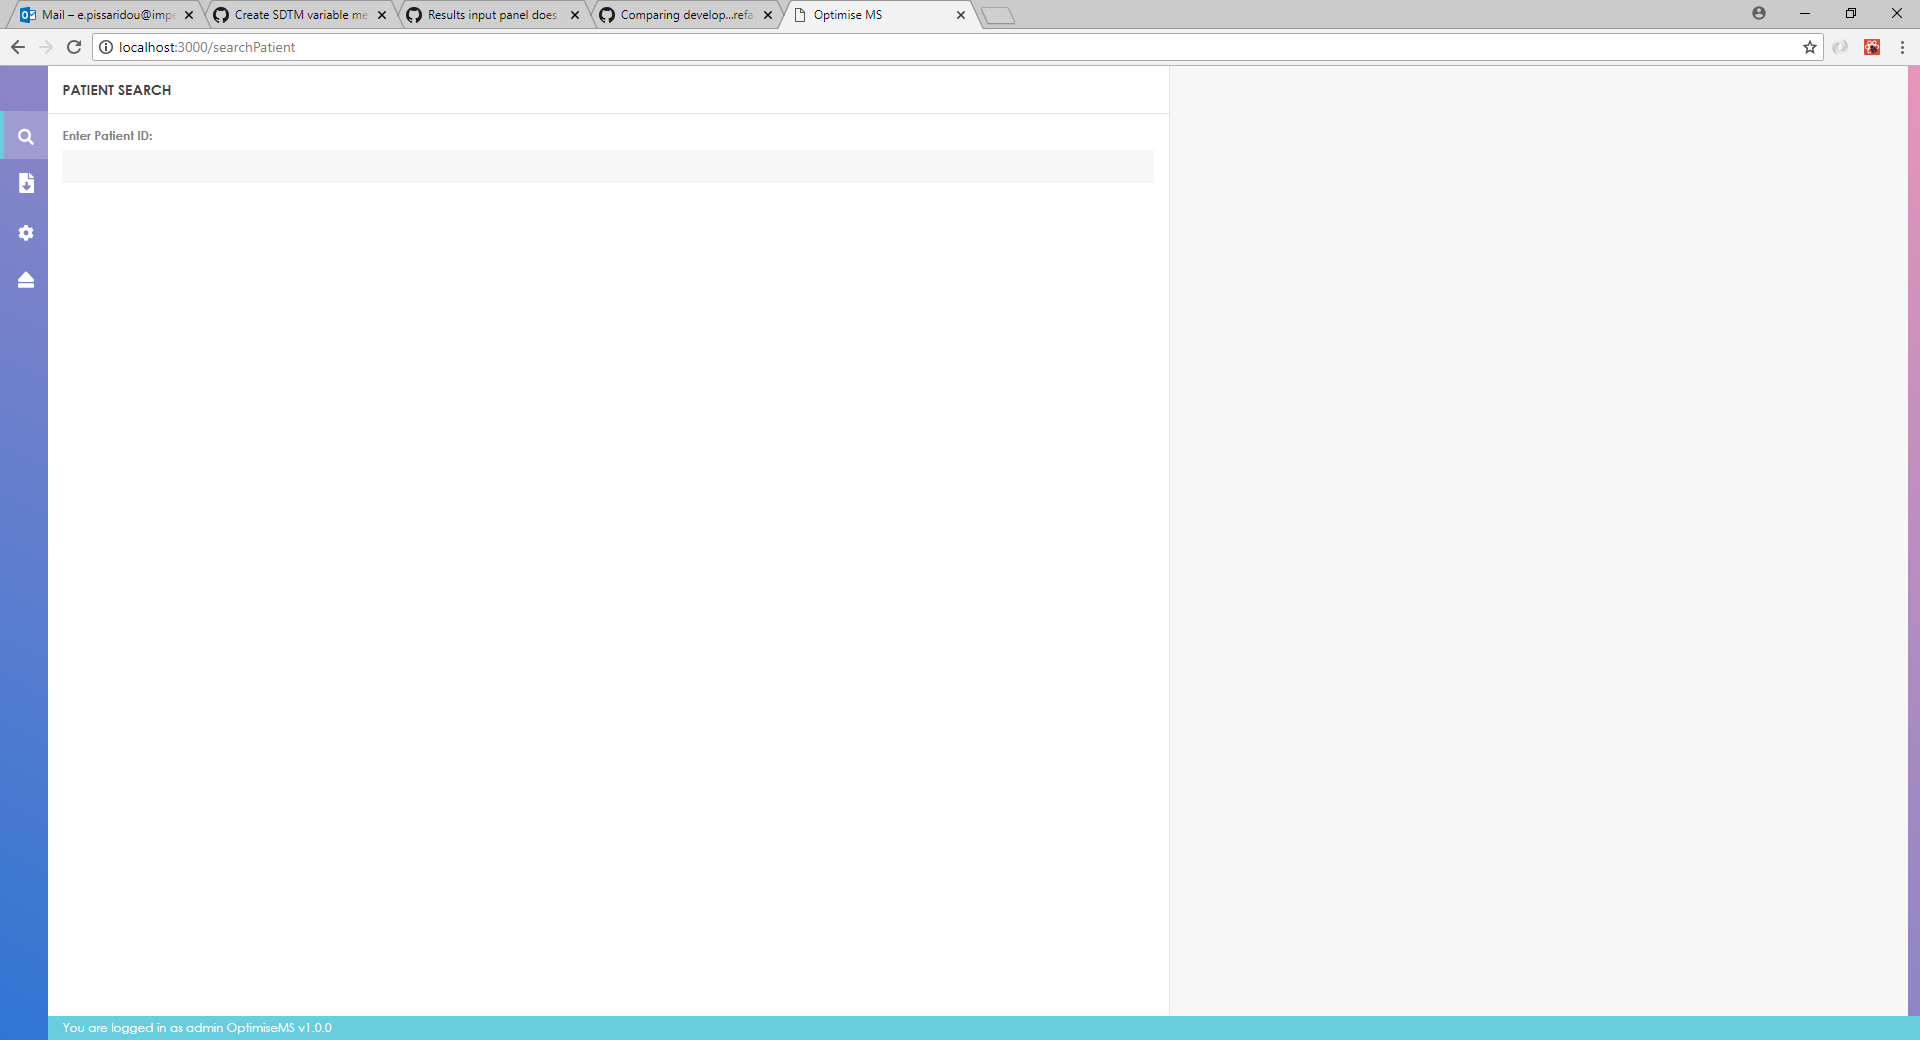 Mail – e.pissaridou@impe
Create SDTM variable me
Results input panel does
Comparing develop...refa
Optimise MS
localhost:3000/searchPatient
PATIENT SEARCH
Enter Patient ID:
You are logged in as admin OptimiseMS v1.0.0